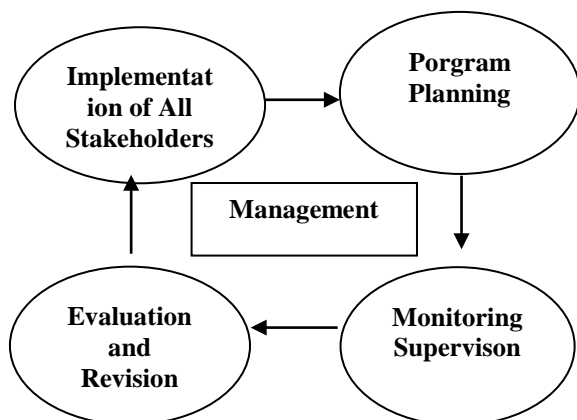 Implementat
ion of All
Stakeholders
Porgram
Planning
Management
Evaluation
and
Revision
Monitoring
Supervison